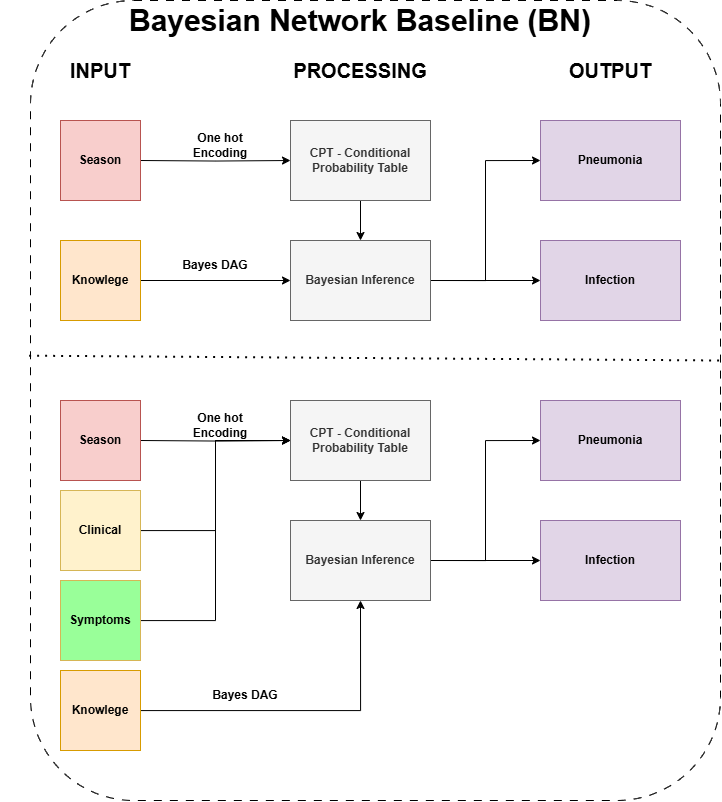 Bayesian Network Baseline (BN)
INPUT
PROCESSING
OUTPUT
Season
One hot
Encoding
CPT - Conditional
Probability Table
Pneumonia
Knowlege
Bayes DAG
Bayesian Inference
Infection
Season
One hot
Encoding
CPT - Conditional
Probability Table
Pneumonia
Clinical
Bayesian Inference
Infection
Symptoms
Knowlege
Bayes DAG